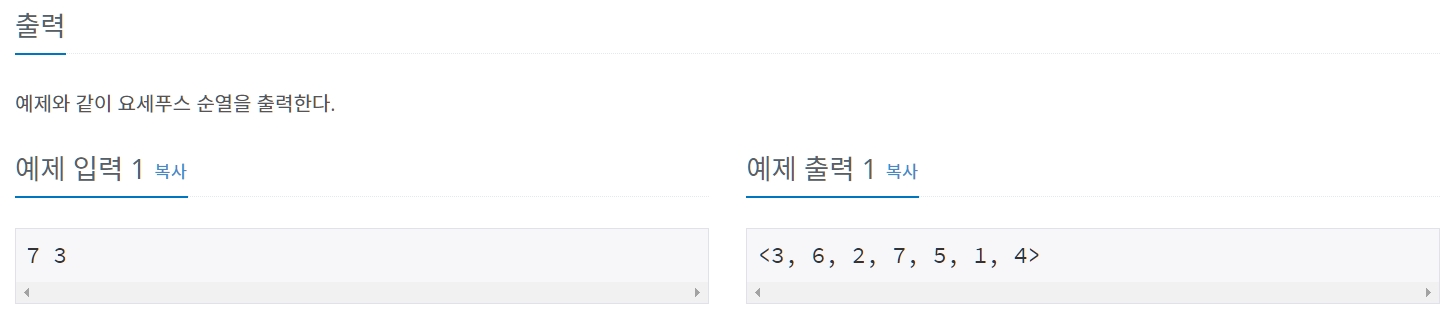 출력
예제와 같이 요세푸스 순열을 출력한다.
예제 입력 1 복사
7 3
예제 출력 1 복사
<3, 6, 2, 7, 5, 1, 4>